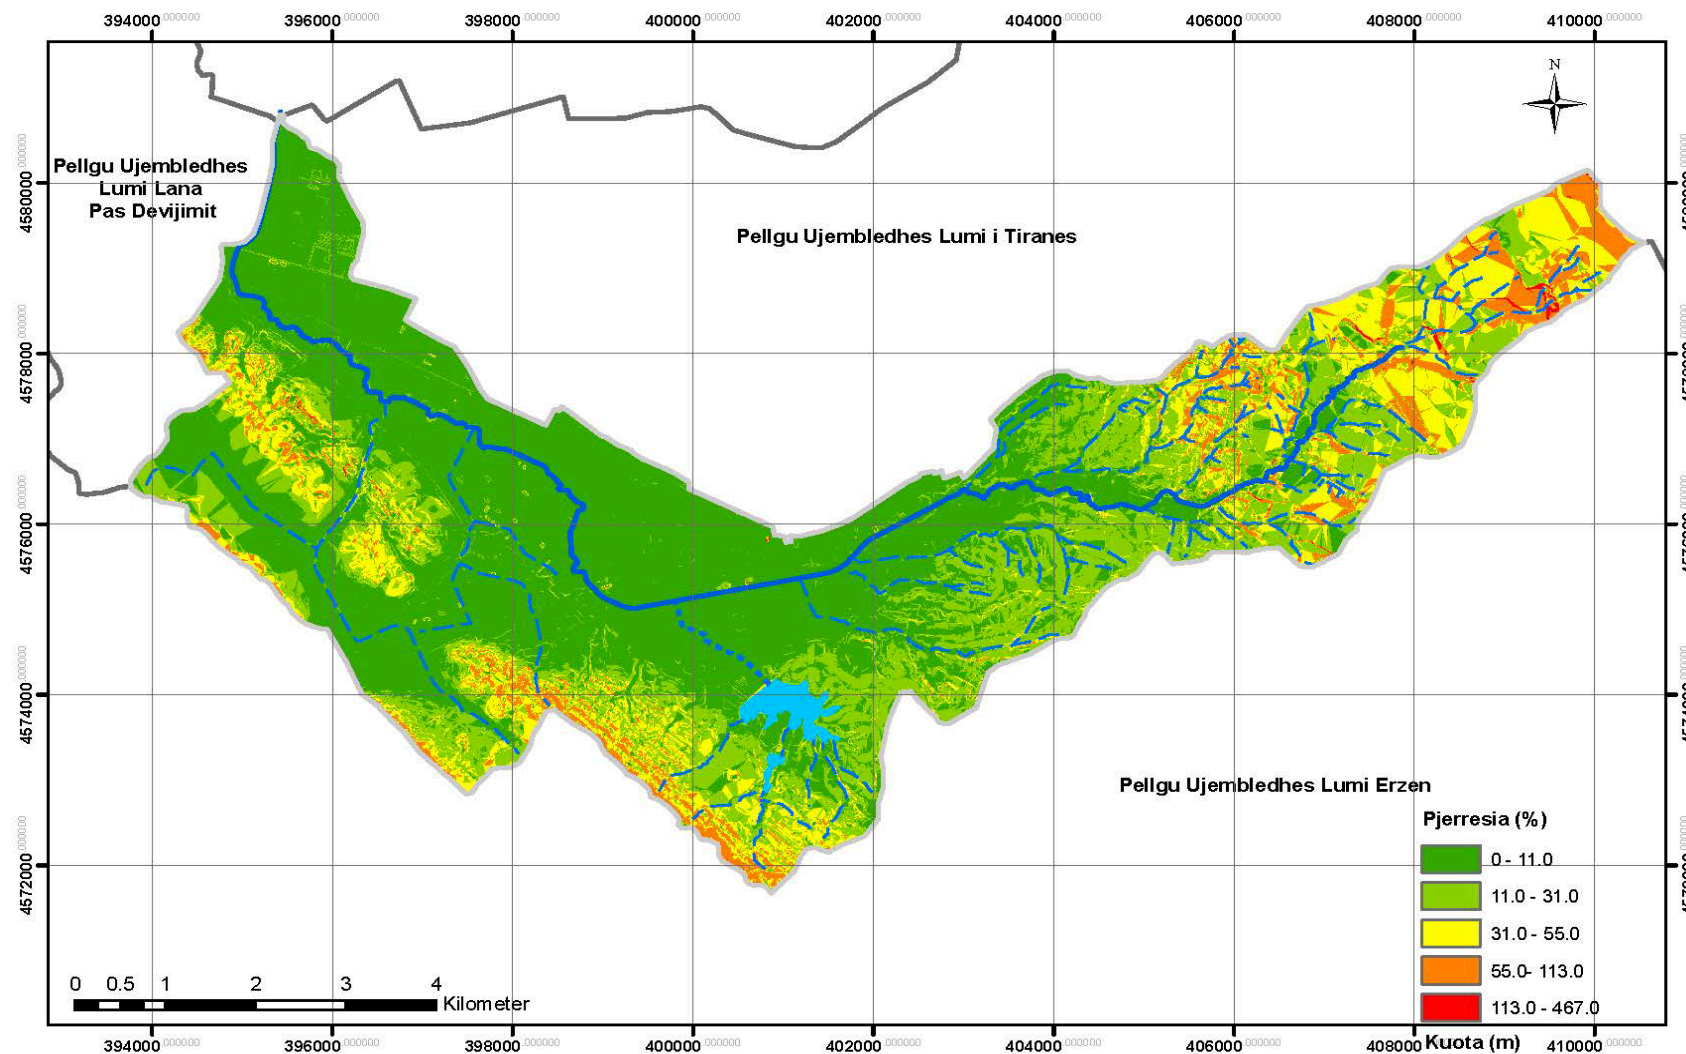 394000.000000 396000.000000 398000.000000 400000.000000 402000.000000 404000.000000 406000.000000 408000.000000 410000.000000
N
Pellgu Ujembledhes
Lumi Lana
Pas Devijimit
Pellgu Ujembledhes Lumi i Tiranes
4580000.000000
4578000.000000
4576000.000000
4574000.000000
4572000.000000
Pellgu Ujembledhes Lumi Erzen
Pjerresia (%)
0 - 11.0
11.0 - 31.0
31.0 - 55.0
55.0- 113.0
113.0 - 467.0
Kuota (m)
0 0.5 1 2 3 4
Kilometer
394000.000000 396000.000000 398000.000000 400000.000000 402000.000000 404000.000000 406000.000000 408000.000000 410000.000000